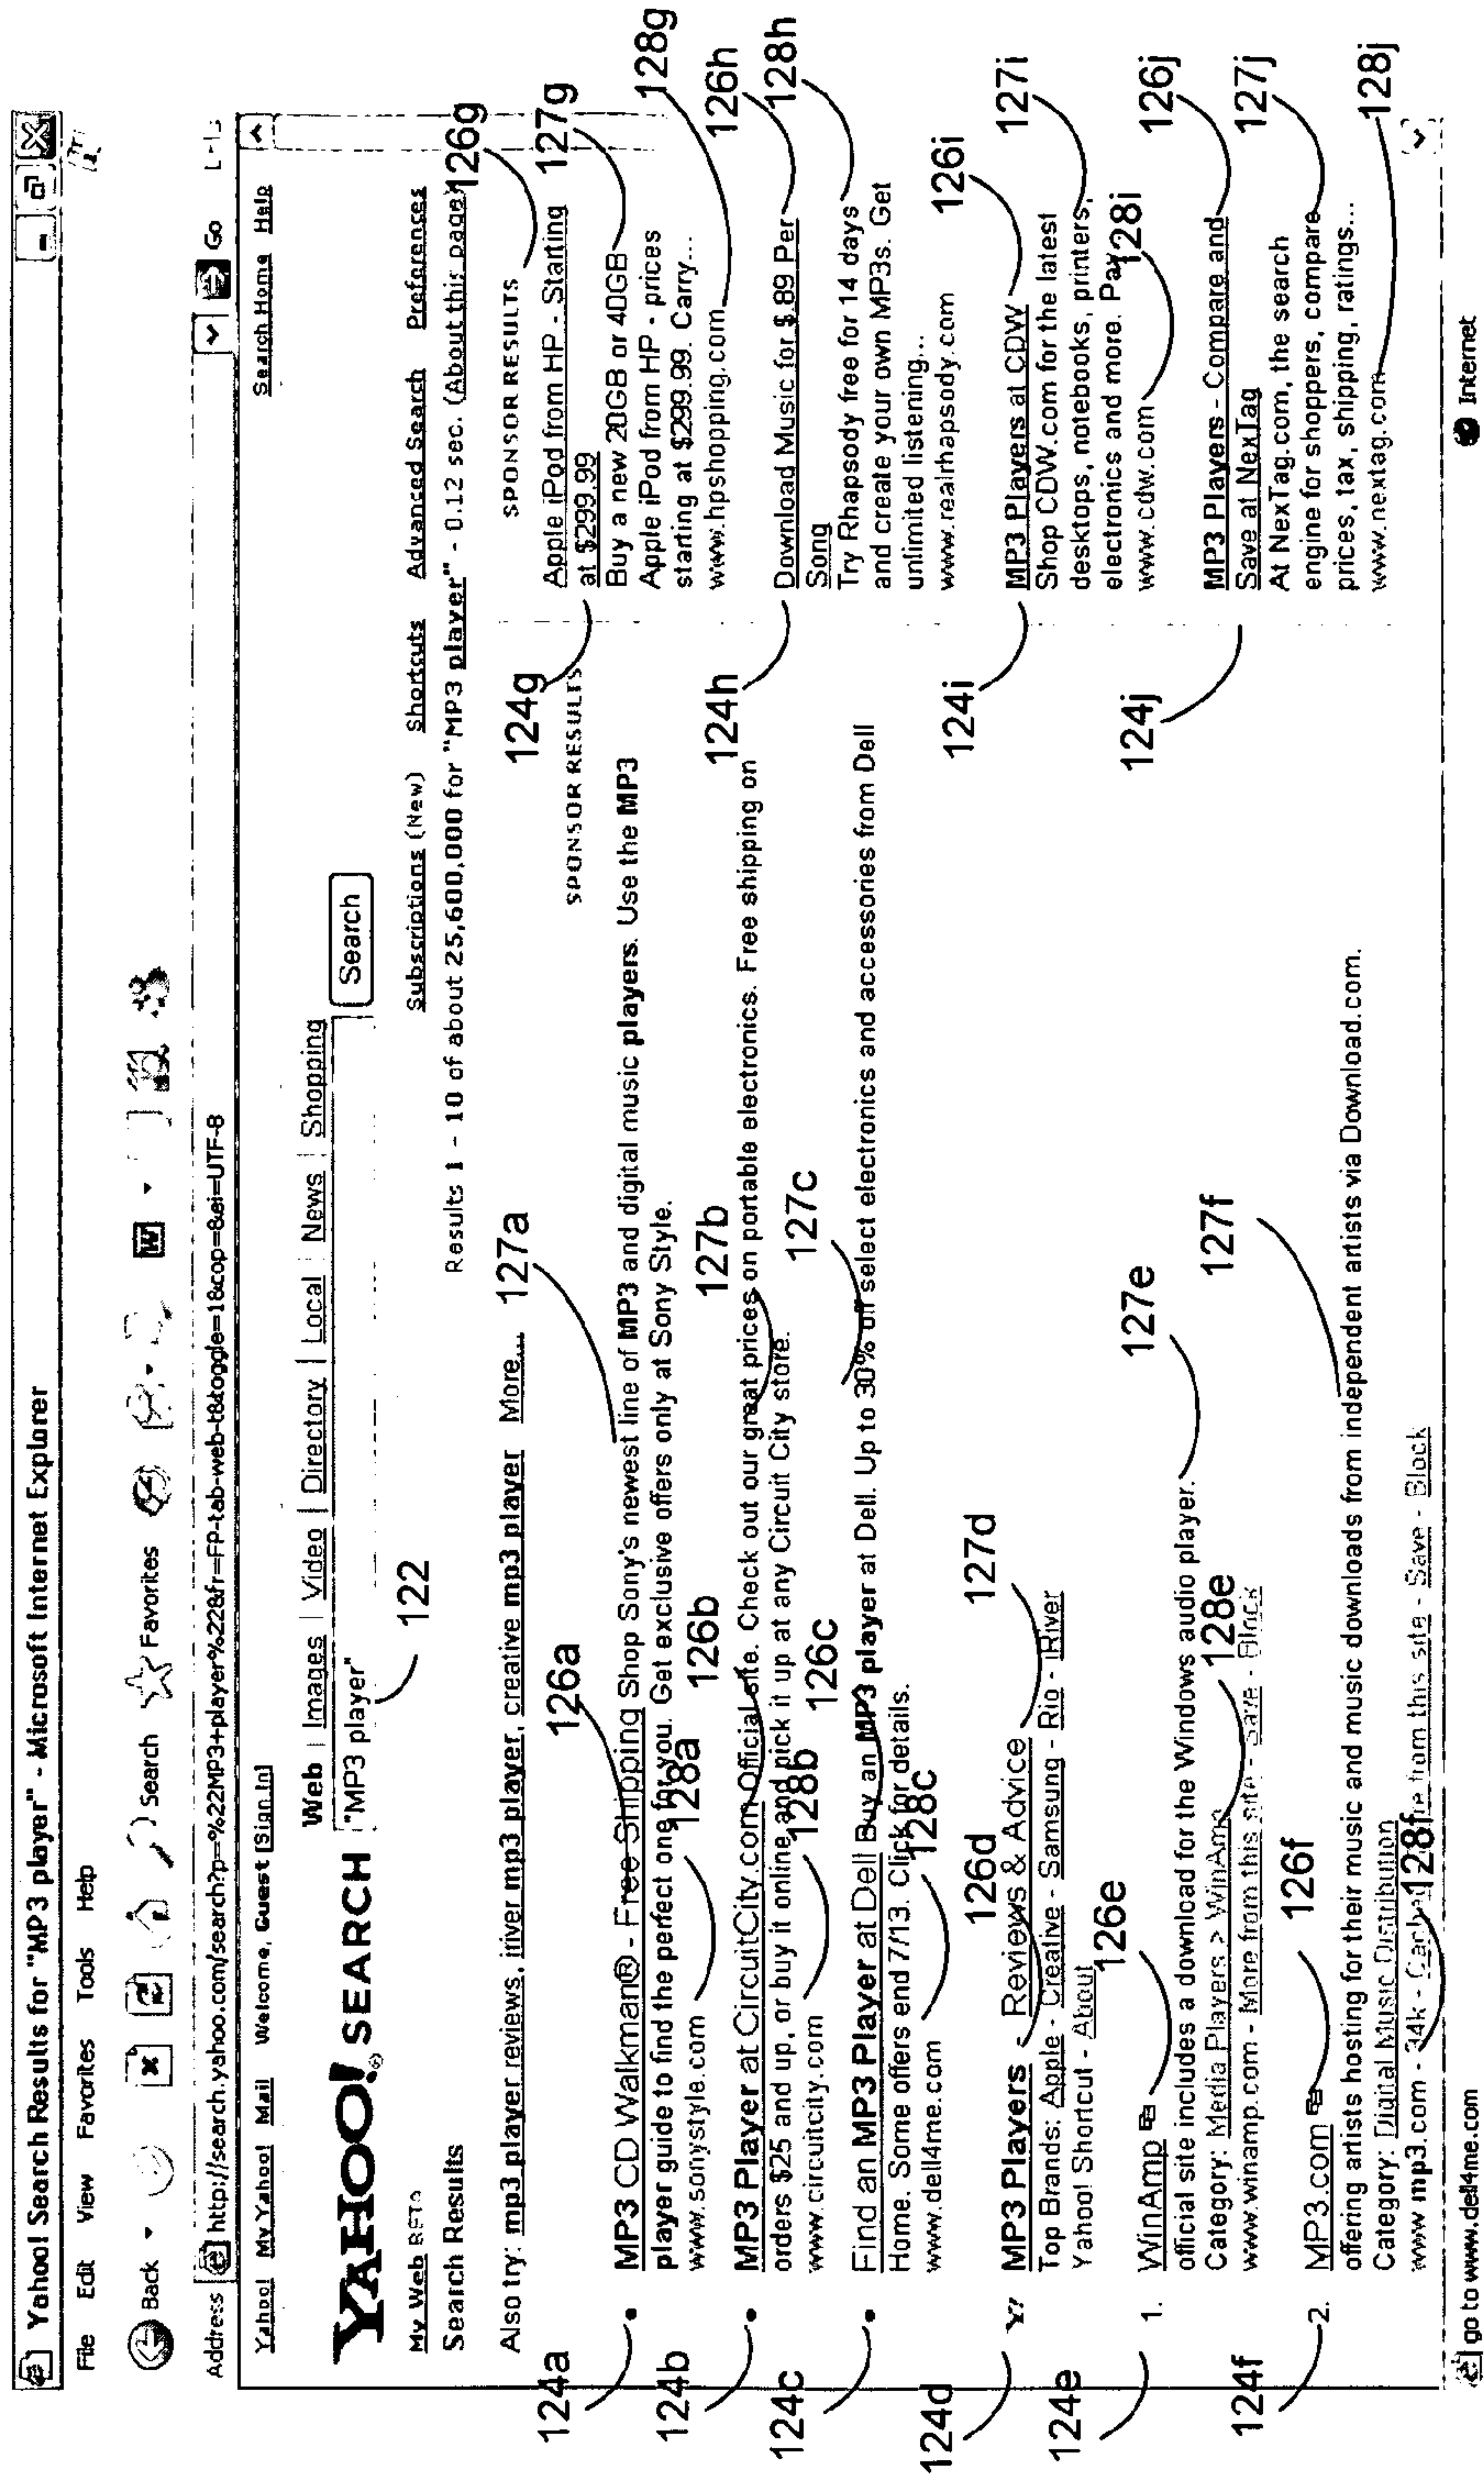 Yahoo! Search Results for "MP3 player" - Microsoft Internet Explorer
File Edit View Favorites Tools Help
Back Search Favorites
Address http://search.yahoo.com/search?p=%22MP3+player%22&fr=FP-tab-web-t&toggle=1&cop=&ei=UTF-8 Go
Yahoo! My Yahoo! Mail Welcome, Guest [Sign In] Search Home Help
Web | Images | Video | Directory | Local | News | Shopping
YAHOO!® SEARCH "MP3 player" Search
122
My Web BETA Subscriptions (New) Shortcuts Advanced Search Preferences
Search Results Results 1 - 10 of about 25,600,000 for "MP3 player" - 0.12 sec. (About this page)
Also try: mp3 player reviews, iriver mp3 player, creative mp3 player More...
SPONSOR RESULTS
124a 126a 127a
• MP3 CD Walkman® - Free Shipping Shop Sony's newest line of MP3 and digital music players. Use the MP3
player guide to find the perfect one for you. Get exclusive offers only at Sony Style.
www.sonystyle.com 128a
124b 126b 127b
• MP3 Player at CircuitCity.com Official site. Check out our great prices on portable electronics. Free shipping on
orders $25 and up, or buy it online and pick it up at any Circuit City store.
www.circuitcity.com 128b
124c 126c 127c
• Find an MP3 Player at Dell Buy an MP3 player at Dell. Up to 30% off select electronics and accessories from Dell
Home. Some offers end 7/13. Click for details.
www.dell4me.com 128c
124d 126d 127d
Y! MP3 Players - Reviews & Advice
Top Brands: Apple - Creative - Samsung - Rio - iRiver
Yahoo! Shortcut - About
124e 126e 127e
1. WinAmp
official site includes a download for the Windows audio player.
Category: Media Players > WinAmp 128e
www.winamp.com - More from this site - Save - Block
124f 126f 127f
2. MP3.com
offering artists hosting for their music and music downloads from independent artists via Download.com.
Category: Digital Music Distribution
www.mp3.com - 34k - 128f from this site - Save - Block
SPONSOR RESULTS
124g 126g 127g
Apple iPod from HP - Starting
at $299.99
Buy a new 20GB or 40GB
Apple iPod from HP - prices
starting at $299.99. Carry...
www.hpshopping.com 128g
124h 126h 128h
Download Music for $.89 Per
Song
Try Rhapsody free for 14 days
and create your own MP3s. Get
unlimited listening...
www.realrhapsody.com
124i 126i 127i
MP3 Players at CDW
Shop CDW.com for the latest
desktops, notebooks, printers,
electronics and more. Pay
www.cdw.com 128i
124j 126j 127j
MP3 Players - Compare and
Save at NexTag
At NexTag.com, the search
engine for shoppers, compare
prices, tax, shipping, ratings...
www.nextag.com 128j
go to www.dell4me.com Internet